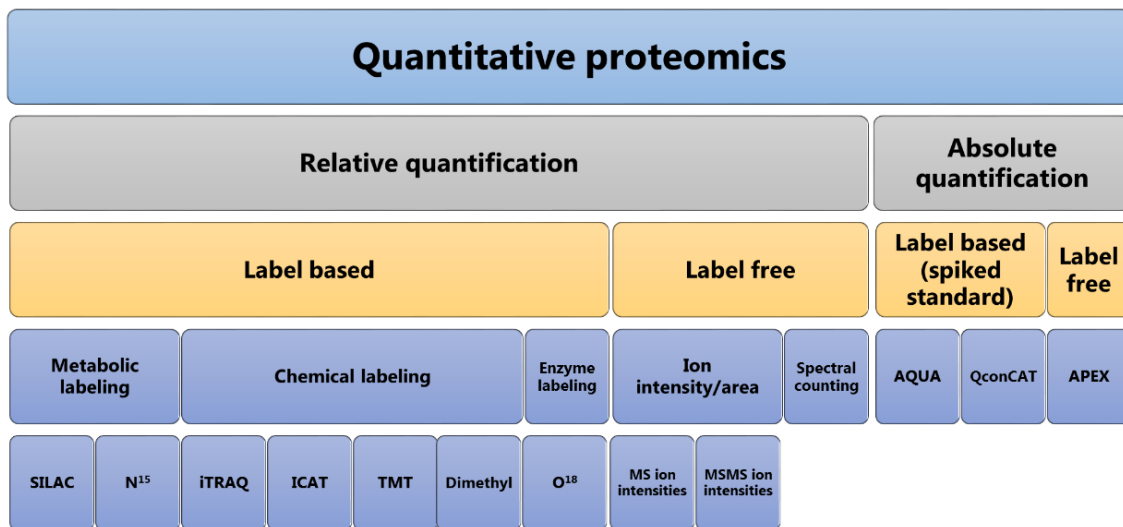 Quantitative proteomics
Relative quantification
Absolute
quantification
Label based
Label free
Label based
(spiked
standard)
Label
free
Metabolic
labeling
Chemical labeling
Enzyme
labeling
Ion
intensity/area
Spectral
counting
AQUA
QconCAT
APEX
SILAC
N¹⁵
iTRAQ
ICAT
TMT
Dimethyl
O¹⁸
MS ion
intensities
MSMS ion
intensities